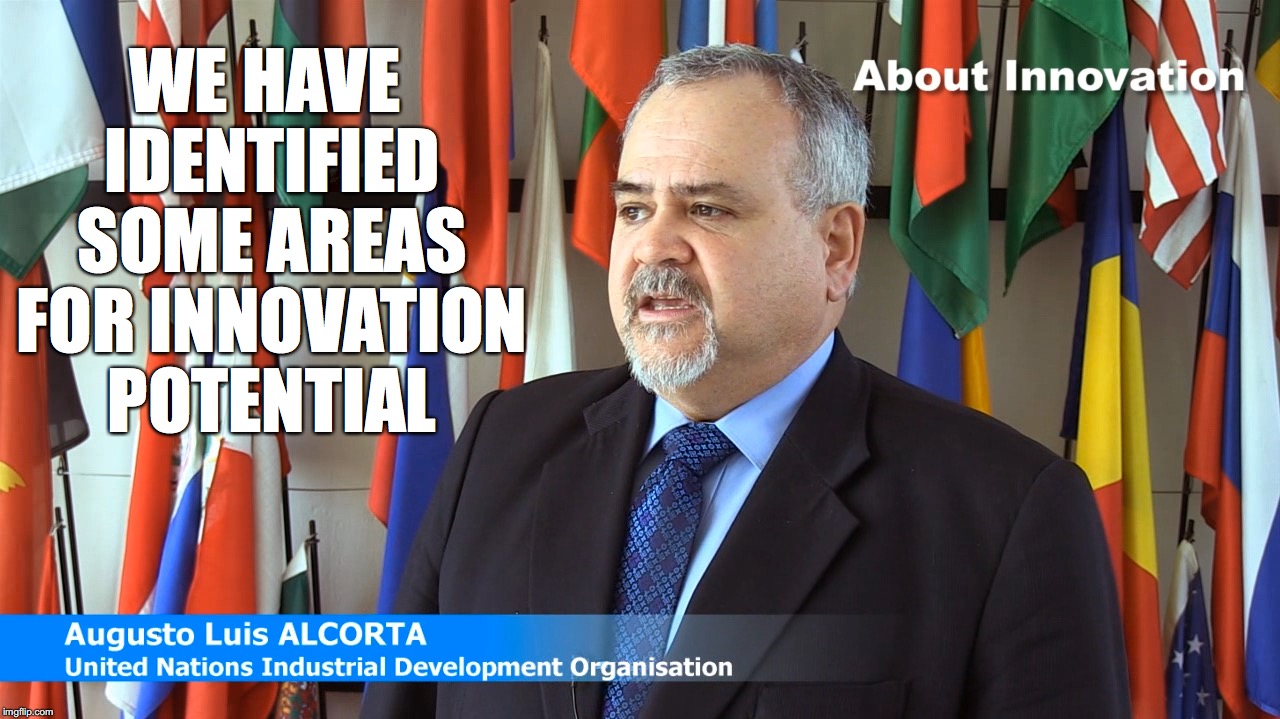 WE HAVE
IDENTIFIED
SOME AREAS
FOR INNOVATION
POTENTIAL
About Innovation
Augusto Luis ALCORTA
United Nations Industrial Development Organisation
imgflip.com